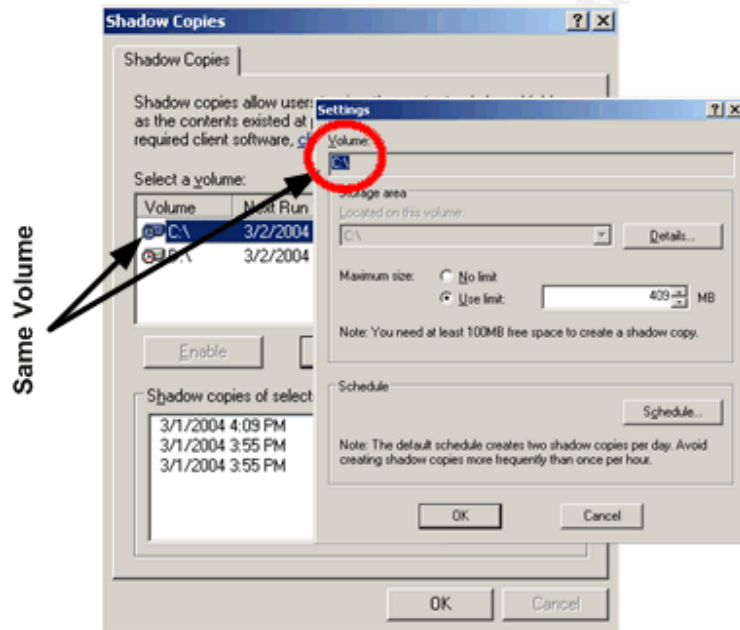 Shadow Copies
Shadow Copies
Shadow copies allow users
as the contents existed at
required client software,
Select a volume:
Volume Next Run
C:\ 3/2/2004
D:\ 3/2/2004
Enable
Shadow copies of select
3/1/2004 4:09 PM
3/1/2004 3:55 PM
3/1/2004 3:55 PM
OK Cancel
Settings
Volume:
C:\
Storage area
Located on this volume:
C:\
Details...
Maximum size: No limit
Use limit: 409 MB
Note: You need at least 100MB free space to create a shadow copy.
Schedule
Schedule...
Note: The default schedule creates two shadow copies per day. Avoid
creating shadow copies more frequently than once per hour.
OK Cancel
Same Volume